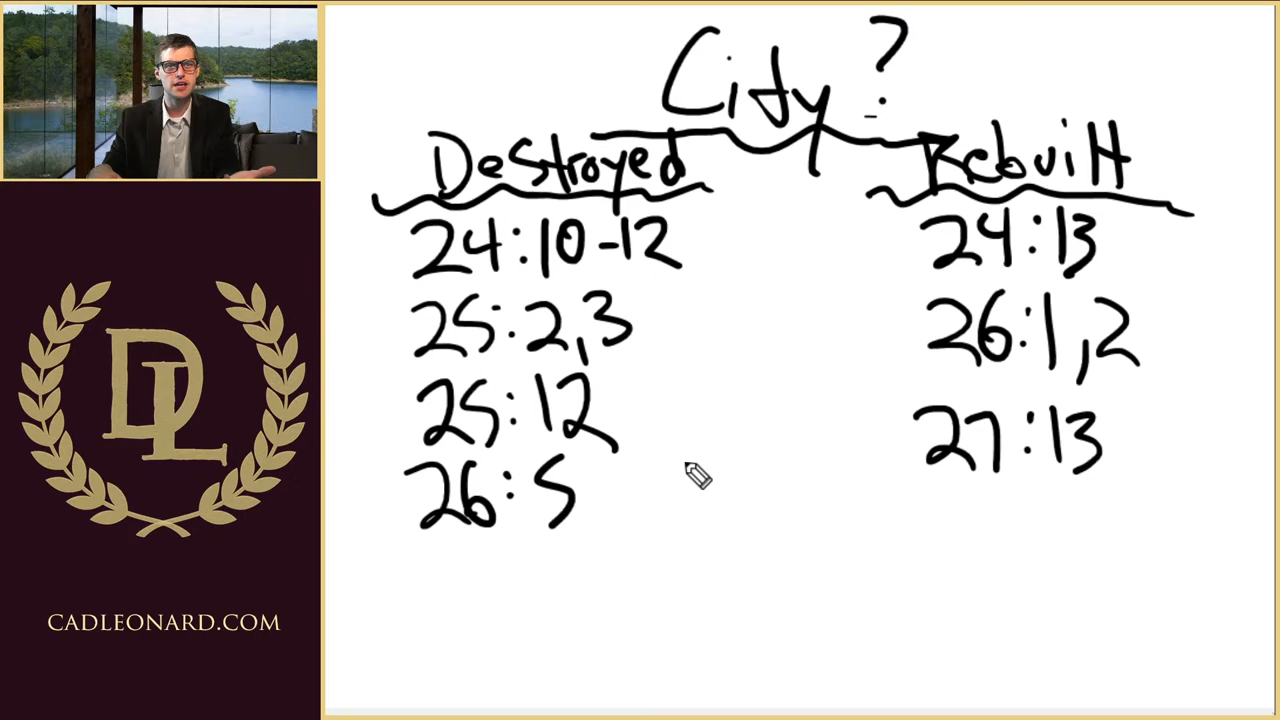 City?
Destroyed
24:10-12
25:2,3
25:12
26:5
Rebuilt
24:13
26:1,2
27:13
DL
CADLEONARD.COM